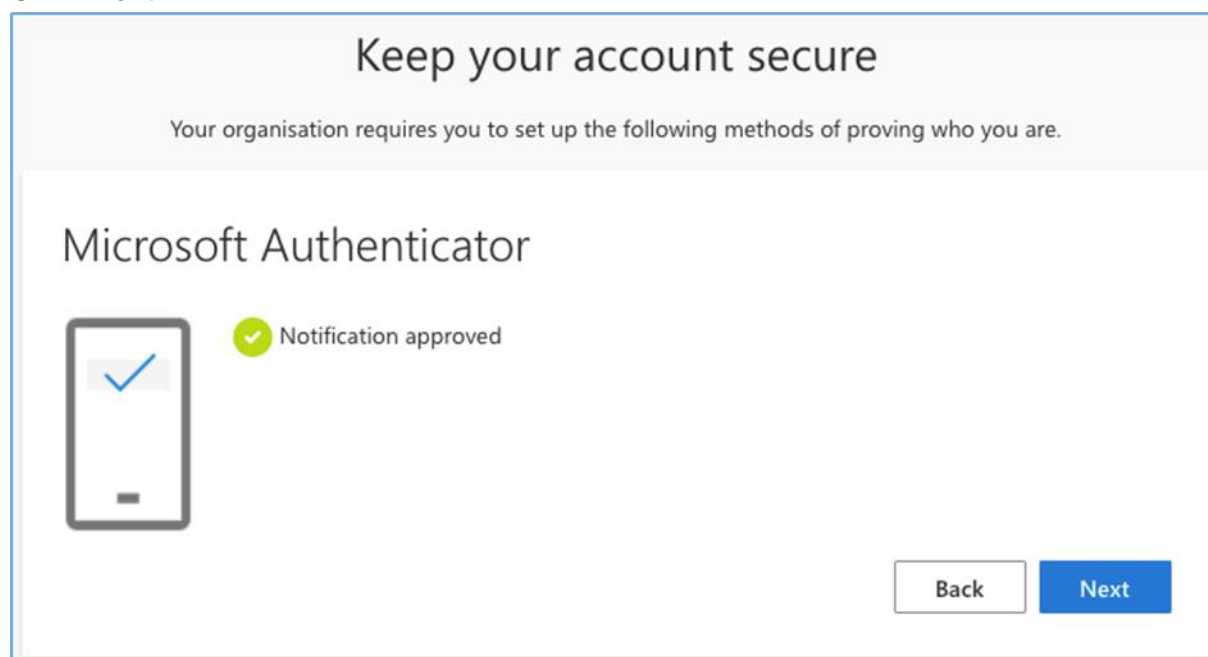 Keep your account secure
Your organisation requires you to set up the following methods of proving who you are.
Microsoft Authenticator
Notification approved
Back
Next